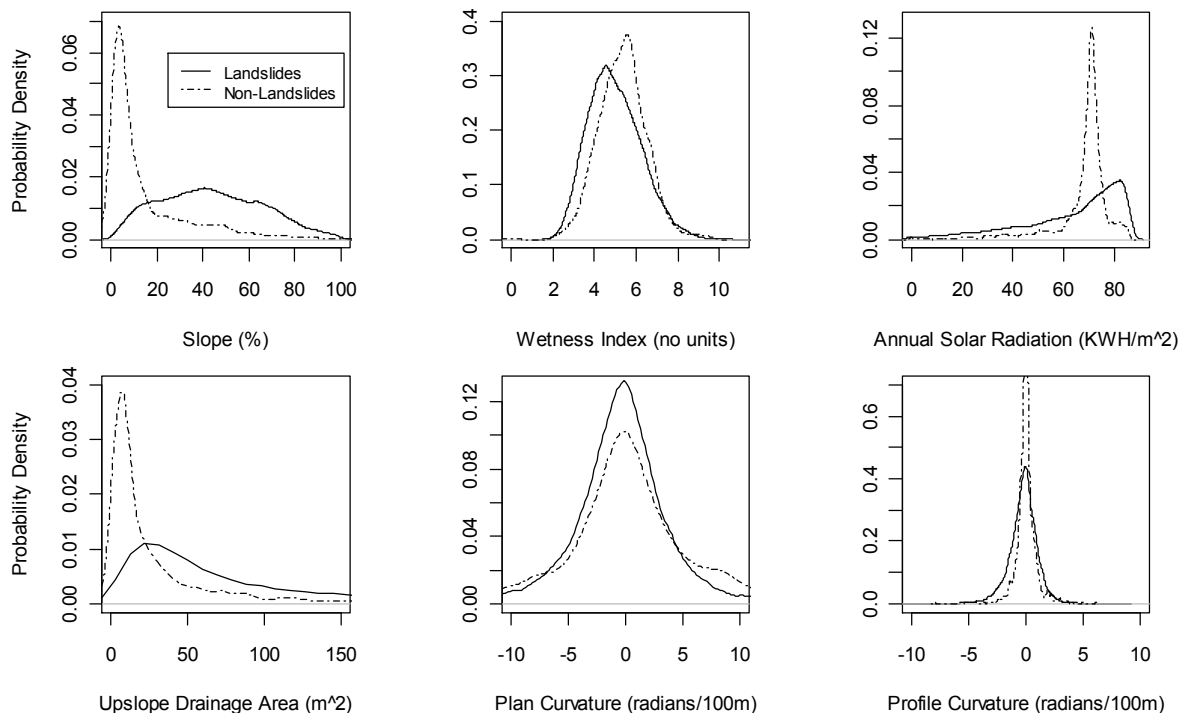 Probability Density
0.00 0.02 0.04 0.06
Landslides
Non-Landslides
0 20 40 60 80 100
Slope (%)
0.0 0.1 0.2 0.3 0.4
0 2 4 6 8 10
Wetness Index (no units)
0.00 0.04 0.08 0.12
0 20 40 60 80
Annual Solar Radiation (KWH/m^2)
Probability Density
0.00 0.01 0.02 0.03 0.04
0 50 100 150
Upslope Drainage Area (m^2)
0.00 0.04 0.08 0.12
-10 -5 0 5 10
Plan Curvature (radians/100m)
0.0 0.2 0.4 0.6
-10 -5 0 5 10
Profile Curvature (radians/100m)